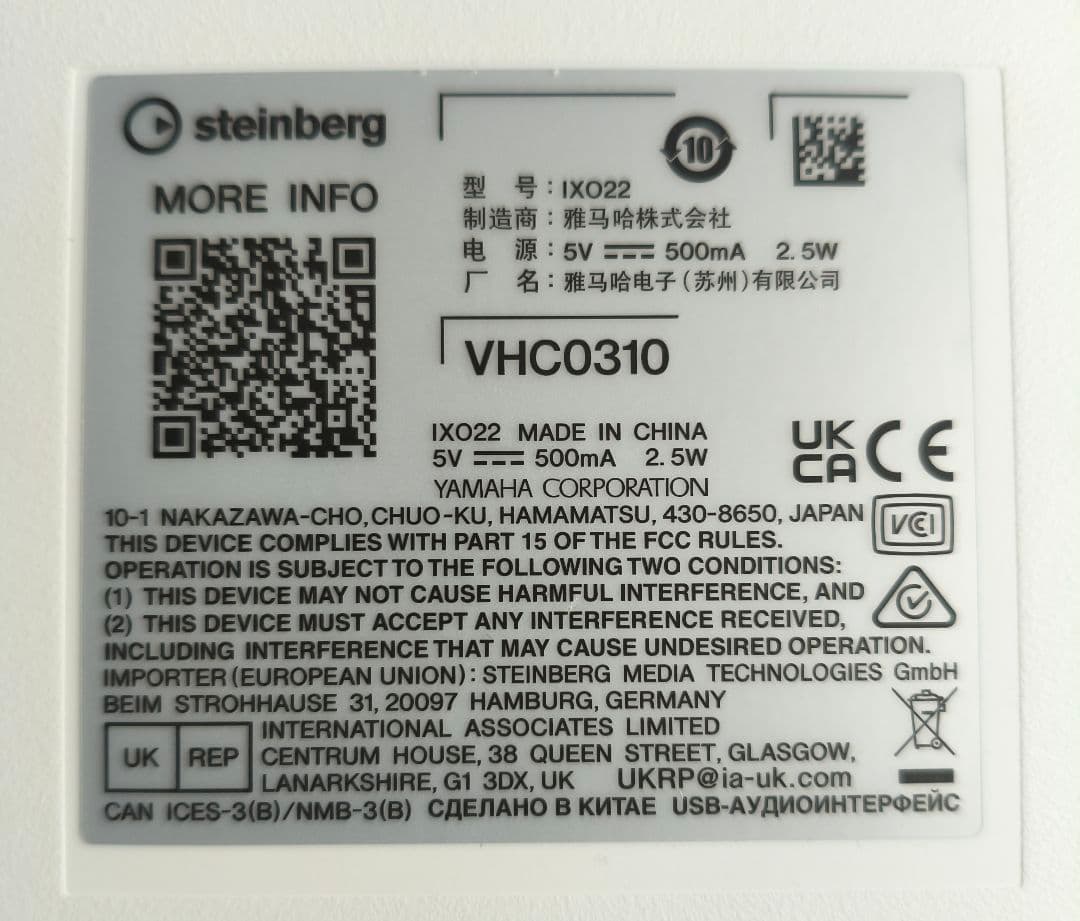 steinberg
MORE INFO
10
型 号：IXO22
制造商：雅马哈株式会社
电 源：5V 500mA 2.5W
厂 名：雅马哈电子(苏州)有限公司
VHC0310
IXO22 MADE IN CHINA
5V 500mA 2.5W
YAMAHA CORPORATION
UK
CA CE
10-1 NAKAZAWA-CHO, CHUO-KU, HAMAMATSU, 430-8650, JAPAN
VCI
THIS DEVICE COMPLIES WITH PART 15 OF THE FCC RULES.
OPERATION IS SUBJECT TO THE FOLLOWING TWO CONDITIONS:
(1) THIS DEVICE MAY NOT CAUSE HARMFUL INTERFERENCE, AND
(2) THIS DEVICE MUST ACCEPT ANY INTERFERENCE RECEIVED,
INCLUDING INTERFERENCE THAT MAY CAUSE UNDESIRED OPERATION.
IMPORTER (EUROPEAN UNION): STEINBERG MEDIA TECHNOLOGIES GmbH
BEIM STROHHAUSE 31, 20097 HAMBURG, GERMANY
UK REP
INTERNATIONAL ASSOCIATES LIMITED
CENTRUM HOUSE, 38 QUEEN STREET, GLASGOW,
LANARKSHIRE, G1 3DX, UK UKRP@ia-uk.com
CAN ICES-3(B)/NMB-3(B) СДЕЛАНО В КИТАЕ USB-АУДИОИНТЕРФЕЙС